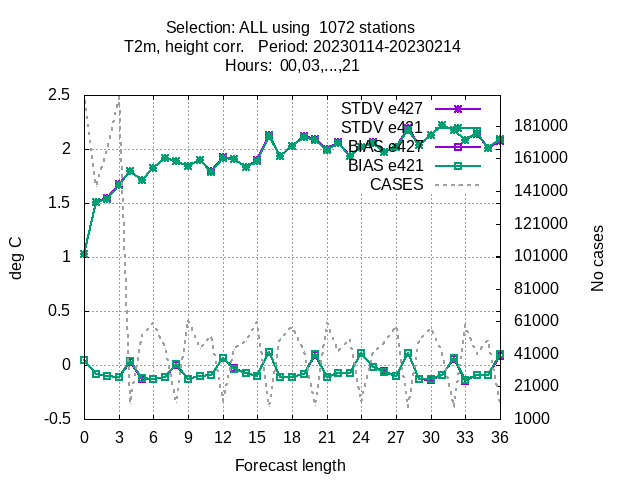 Selection: ALL using  1072 stations
T2m, height corr.   Period: 20230114-20230214
Hours:  00,03,...,21
STDV e427
STDV e421
BIAS e427
BIAS e421
CASES
2.5
2
1.5
1
0.5
0
-0.5
deg C
181000
161000
141000
121000
101000
81000
61000
41000
21000
1000
No cases
0 3 6 9 12 15 18 21 24 27 30 33 36
Forecast length